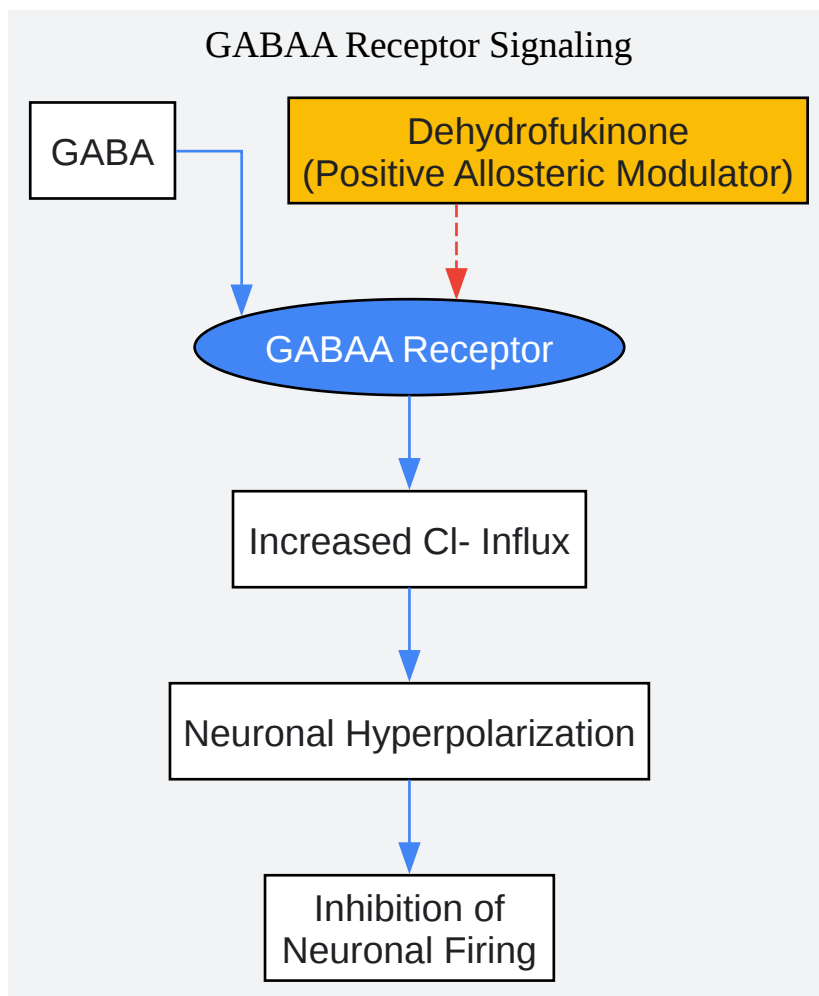 GABAA Receptor Signaling
GABA
Dehydrofukinone
(Positive Allosteric Modulator)
GABAA Receptor
Increased Cl- Influx
Neuronal Hyperpolarization
Inhibition of
Neuronal Firing